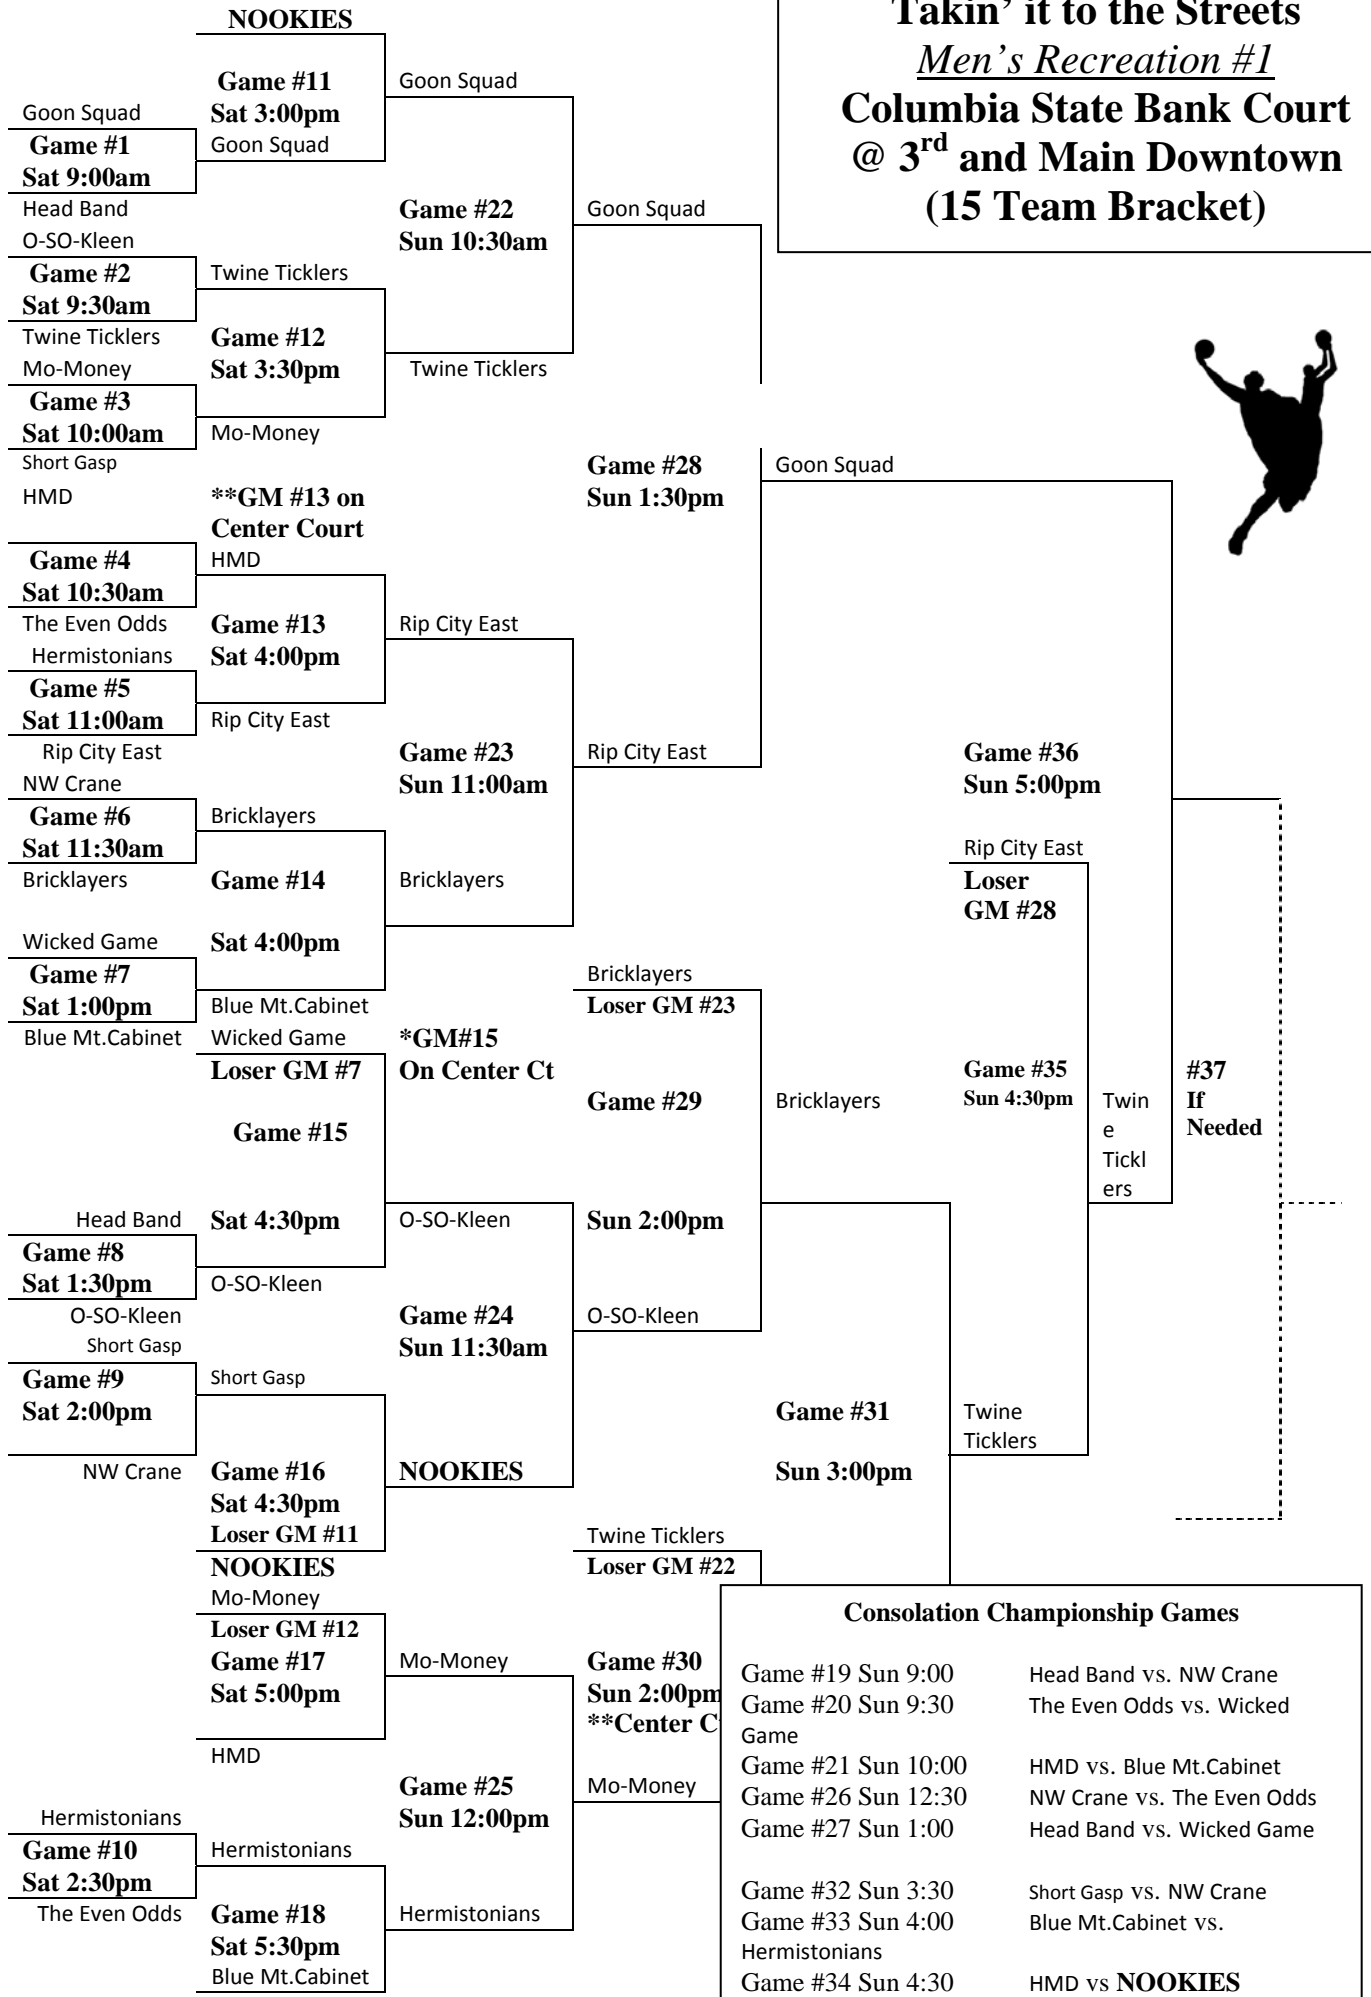 NOOKIES
Takin' it to the Streets
Men's Recreation #1
Columbia State Bank Court
@ 3rd and Main Downtown
(15 Team Bracket)
Game #11
Sat 3:00pm
Goon Squad
Goon Squad
Game #1
Sat 9:00am
Goon Squad
Head Band
Game #22
Sun 10:30am
Goon Squad
O-SO-Kleen
Game #2
Sat 9:30am
Twine Ticklers
Twine Ticklers
Game #12
Sat 3:30pm
Twine Ticklers
Mo-Money
Game #3
Sat 10:00am
Mo-Money
Short Gasp
Game #28
Sun 1:30pm
Goon Squad
HMD
**GM #13 on
Center Court
HMD
Game #4
Sat 10:30am
The Even Odds
Game #13
Sat 4:00pm
Rip City East
Hermistonians
Game #5
Sat 11:00am
Rip City East
Rip City East
Game #23
Sun 11:00am
Rip City East
Game #36
Sun 5:00pm
NW Crane
Game #6
Sat 11:30am
Bricklayers
Bricklayers
Game #14
Sat 4:00pm
Bricklayers
Rip City East
Loser
GM #28
Wicked Game
Game #7
Sat 1:00pm
Blue Mt.Cabinet
Blue Mt.Cabinet
Bricklayers
Loser GM #23
Wicked Game
Loser GM #7
*GM#15
On Center Ct
Game #15
Sat 4:30pm
Game #29
Sun 2:00pm
Bricklayers
Game #35
Sun 4:30pm
Twin
e
Tickl
ers
#37
If
Needed
Head Band
Game #8
Sat 1:30pm
O-SO-Kleen
O-SO-Kleen
O-SO-Kleen
Game #24
Sun 11:30am
O-SO-Kleen
Short Gasp
Game #9
Sat 2:00pm
Short Gasp
NW Crane
Game #31
Sun 3:00pm
Twine
Ticklers
Game #16
Sat 4:30pm
Loser GM #11
NOOKIES
NOOKIES
Twine Ticklers
Loser GM #22
Mo-Money
Loser GM #12
Game #17
Sat 5:00pm
HMD
Mo-Money
Game #30
Sun 2:00pm
**Center C
Game #25
Sun 12:00pm
Mo-Money
Hermistonians
Game #10
Sat 2:30pm
The Even Odds
Hermistonians
Game #18
Sat 5:30pm
Blue Mt.Cabinet
Hermistonians
Consolation Championship Games
Game #19 Sun 9:00 Head Band vs. NW Crane
Game #20 Sun 9:30 The Even Odds vs. Wicked
Game
Game #21 Sun 10:00 HMD vs. Blue Mt.Cabinet
Game #26 Sun 12:30 NW Crane vs. The Even Odds
Game #27 Sun 1:00 Head Band vs. Wicked Game
Game #32 Sun 3:30 Short Gasp vs. NW Crane
Game #33 Sun 4:00 Blue Mt.Cabinet vs.
Hermistonians
Game #34 Sun 4:30 HMD vs NOOKIES